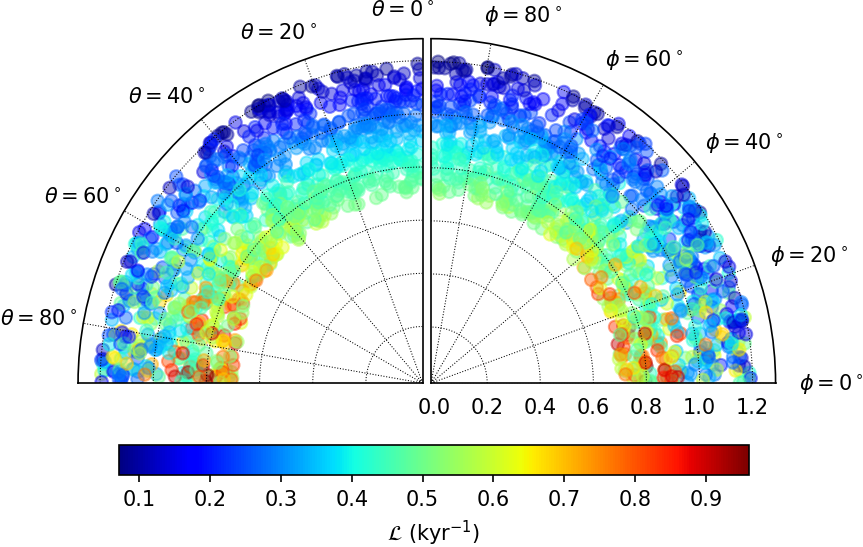 θ = 0° ϕ = 80°
θ = 20° ϕ = 60°
θ = 40° ϕ = 40°
θ = 60° ϕ = 20°
θ = 80° ϕ = 0°
0.0 0.2 0.4 0.6 0.8 1.0 1.2
0.1 0.2 0.3 0.4 0.5 0.6 0.7 0.8 0.9
ℒ (kyr⁻¹)